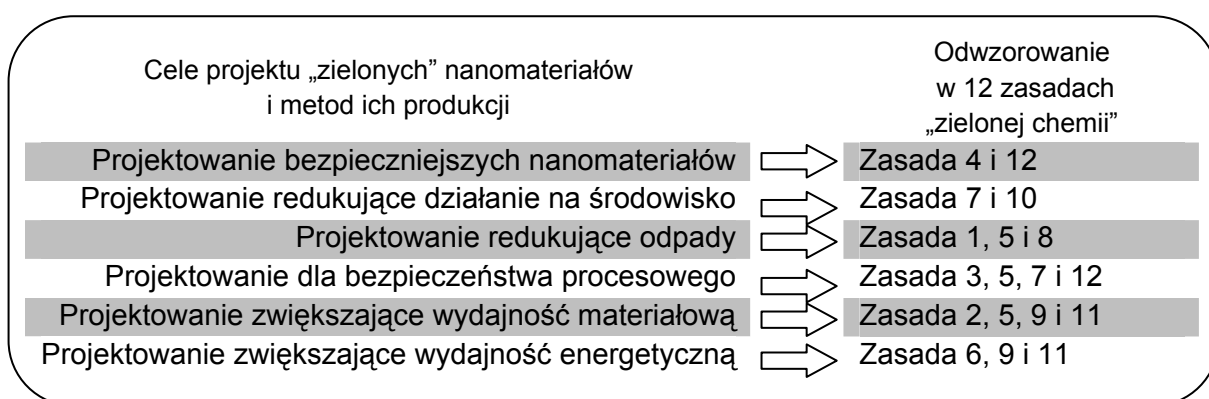 Cele projektu „zielonych” nanomateriałów
i metod ich produkcji
Odwzorowanie
w 12 zasadach
„zielonej chemii”
Projektowanie bezpieczniejszych nanomateriałów Zasada 4 i 12
Projektowanie redukujące działanie na środowisko Zasada 7 i 10
Projektowanie redukujące odpady Zasada 1, 5 i 8
Projektowanie dla bezpieczeństwa procesowego Zasada 3, 5, 7 i 12
Projektowanie zwiększające wydajność materiałową Zasada 2, 5, 9 i 11
Projektowanie zwiększające wydajność energetyczną Zasada 6, 9 i 11